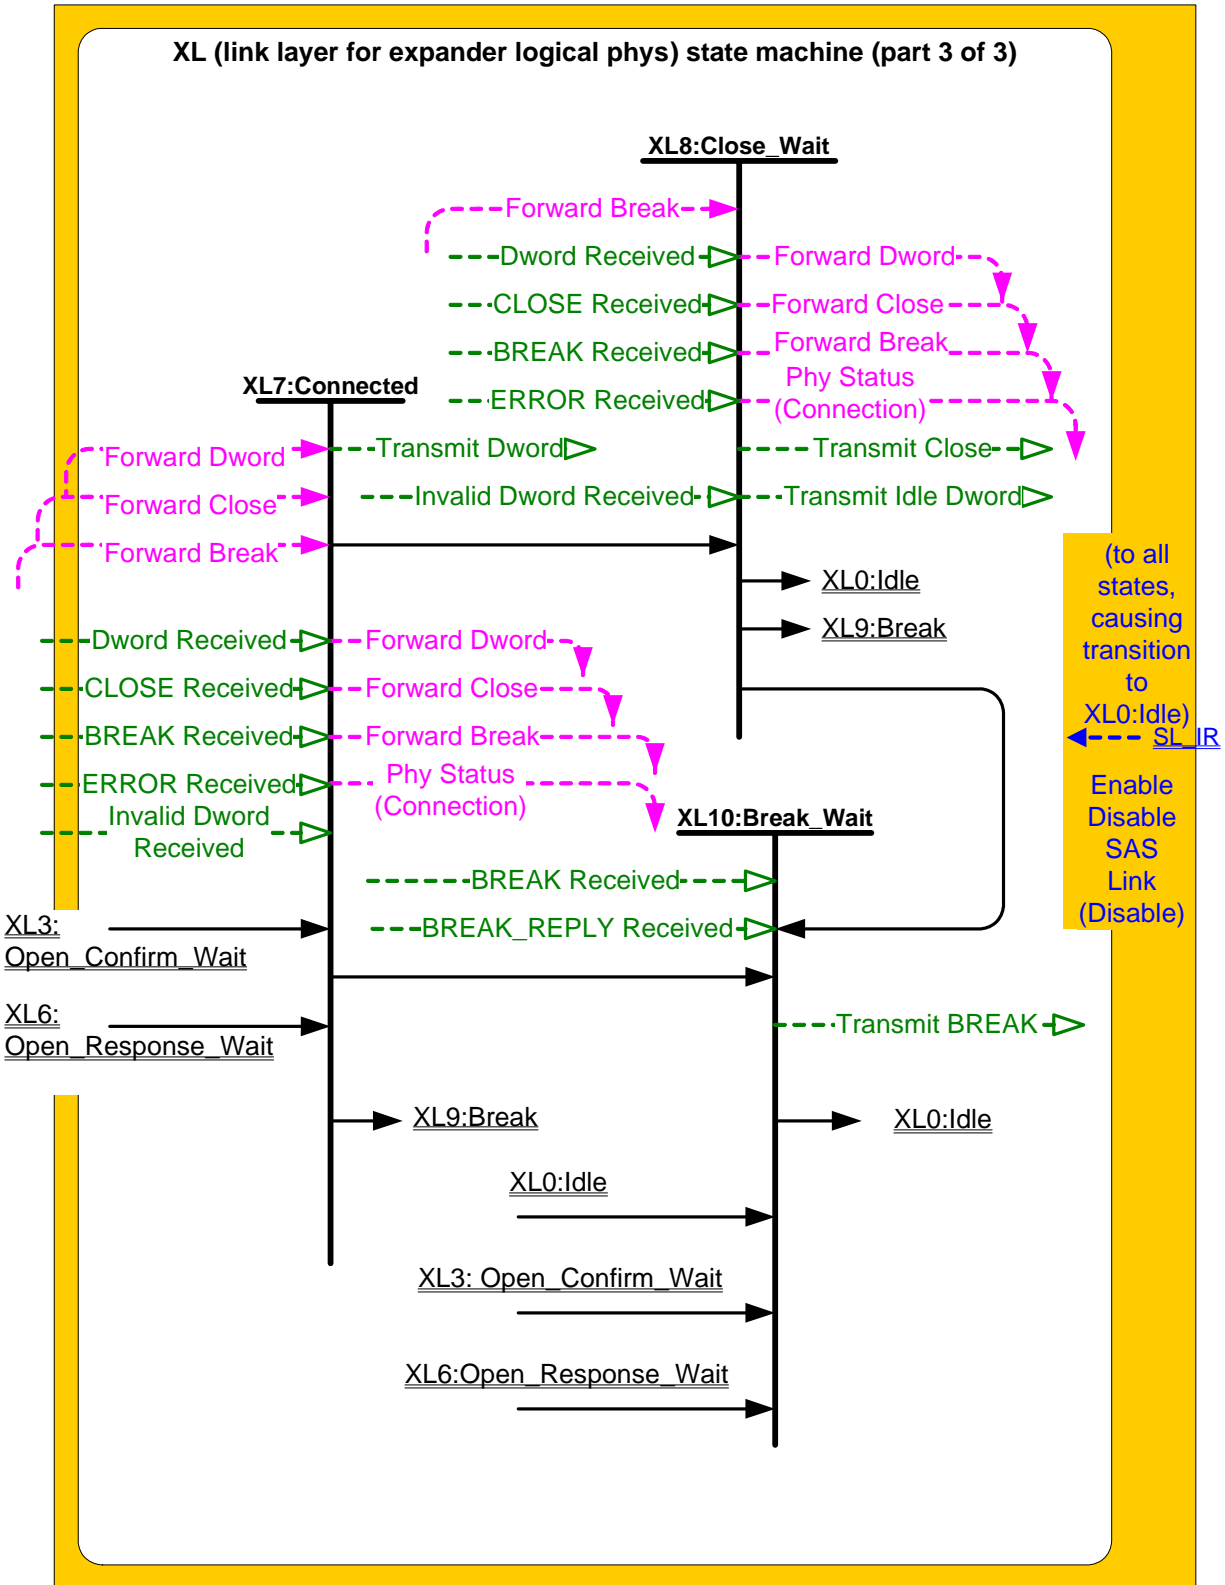 XL (link layer for expander logical phys) state machine (part 3 of 3)
XL8:Close_Wait
Forward Break
Dword Received
Forward Dword
CLOSE Received
Forward Close
BREAK Received
Forward Break
ERROR Received
Phy Status
(Connection)
Transmit Close
Invalid Dword Received
Transmit Idle Dword
XL0:Idle
XL9:Break
XL7:Connected
Forward Dword
Transmit Dword
Forward Close
Forward Break
Dword Received
Forward Dword
CLOSE Received
Forward Close
BREAK Received
Forward Break
ERROR Received
Phy Status
(Connection)
Invalid Dword
Received
XL3:
Open_Confirm_Wait
XL6:
Open_Response_Wait
XL9:Break
XL10:Break_Wait
BREAK Received
BREAK_REPLY Received
Transmit BREAK
XL0:Idle
XL0:Idle
XL3: Open_Confirm_Wait
XL6:Open_Response_Wait
(to all
states,
causing
transition
to
XL0:Idle)
SL_IR
Enable
Disable
SAS
Link
(Disable)